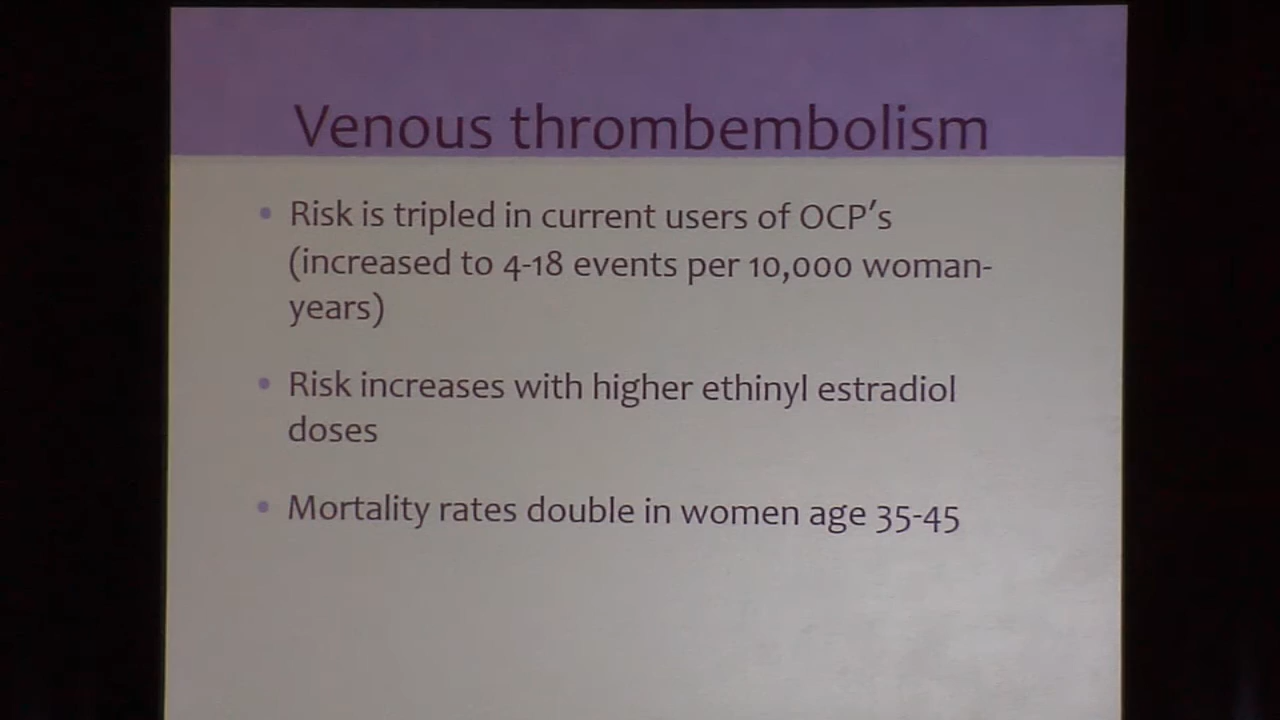 Venous thrombembolism
• Risk is tripled in current users of OCP's
(increased to 4-18 events per 10,000 woman-
years)
• Risk increases with higher ethinyl estradiol
doses
• Mortality rates double in women age 35-45